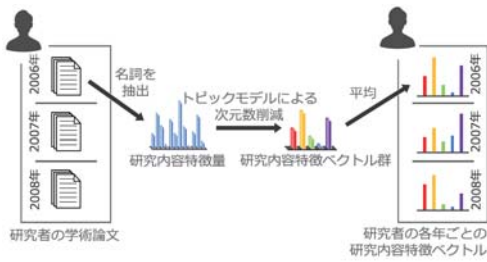 2006年
2007年
2008年
研究者の学術論文
名詞を
抽出
研究内容特徴量
トピックモデルによる
次元数削減
研究内容特徴ベクトル群
平均
2006年
2007年
2008年
研究者の各年ごとの
研究内容特徴ベクトル